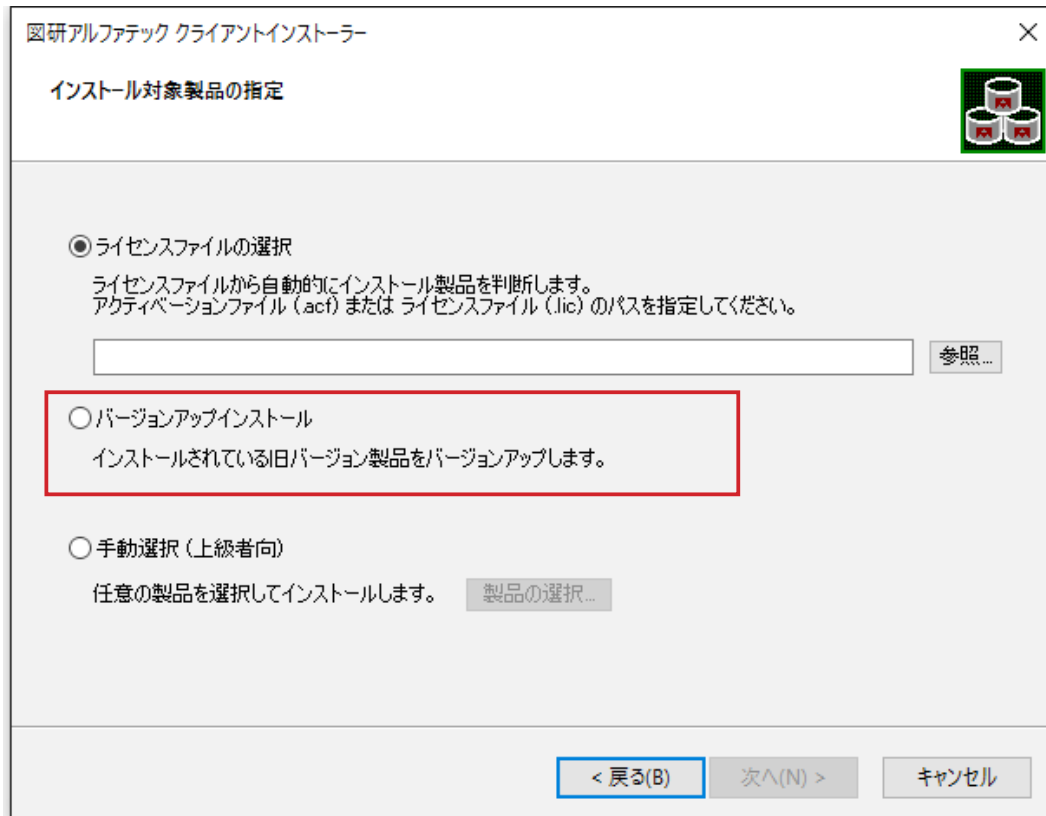 図研アルファテック クライアントインストーラー
インストール対象製品の指定
ライセンスファイルの選択
ライセンスファイルから自動的にインストール製品を判断します。
アクティベーションファイル (.acf) または ライセンスファイル (.lic) のパスを指定してください。
参照...
バージョンアップインストール
インストールされている旧バージョン製品をバージョンアップします。
手動選択 (上級者向)
任意の製品を選択してインストールします。 製品の選択...
< 戻る(B) 次へ(N) > キャンセル